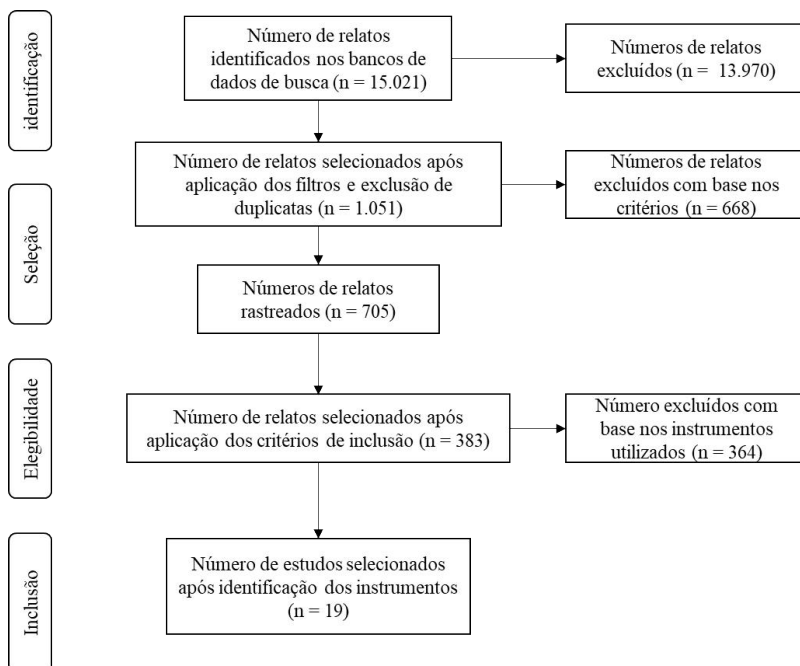 identificação
Número de relatos
identificados nos bancos de
dados de busca (n = 15.021)
Números de relatos
excluídos (n = 13.970)
Seleção
Número de relatos selecionados após
aplicação dos filtros e exclusão de
duplicatas (n = 1.051)
Números de relatos
excluídos com base nos
critérios (n = 668)
Números de relatos
rastreados (n = 705)
Elegibilidade
Número de relatos selecionados após
aplicação dos critérios de inclusão (n = 383)
Número excluídos com
base nos instrumentos
utilizados (n = 364)
Inclusão
Número de estudos selecionados
após identificação dos instrumentos
(n = 19)